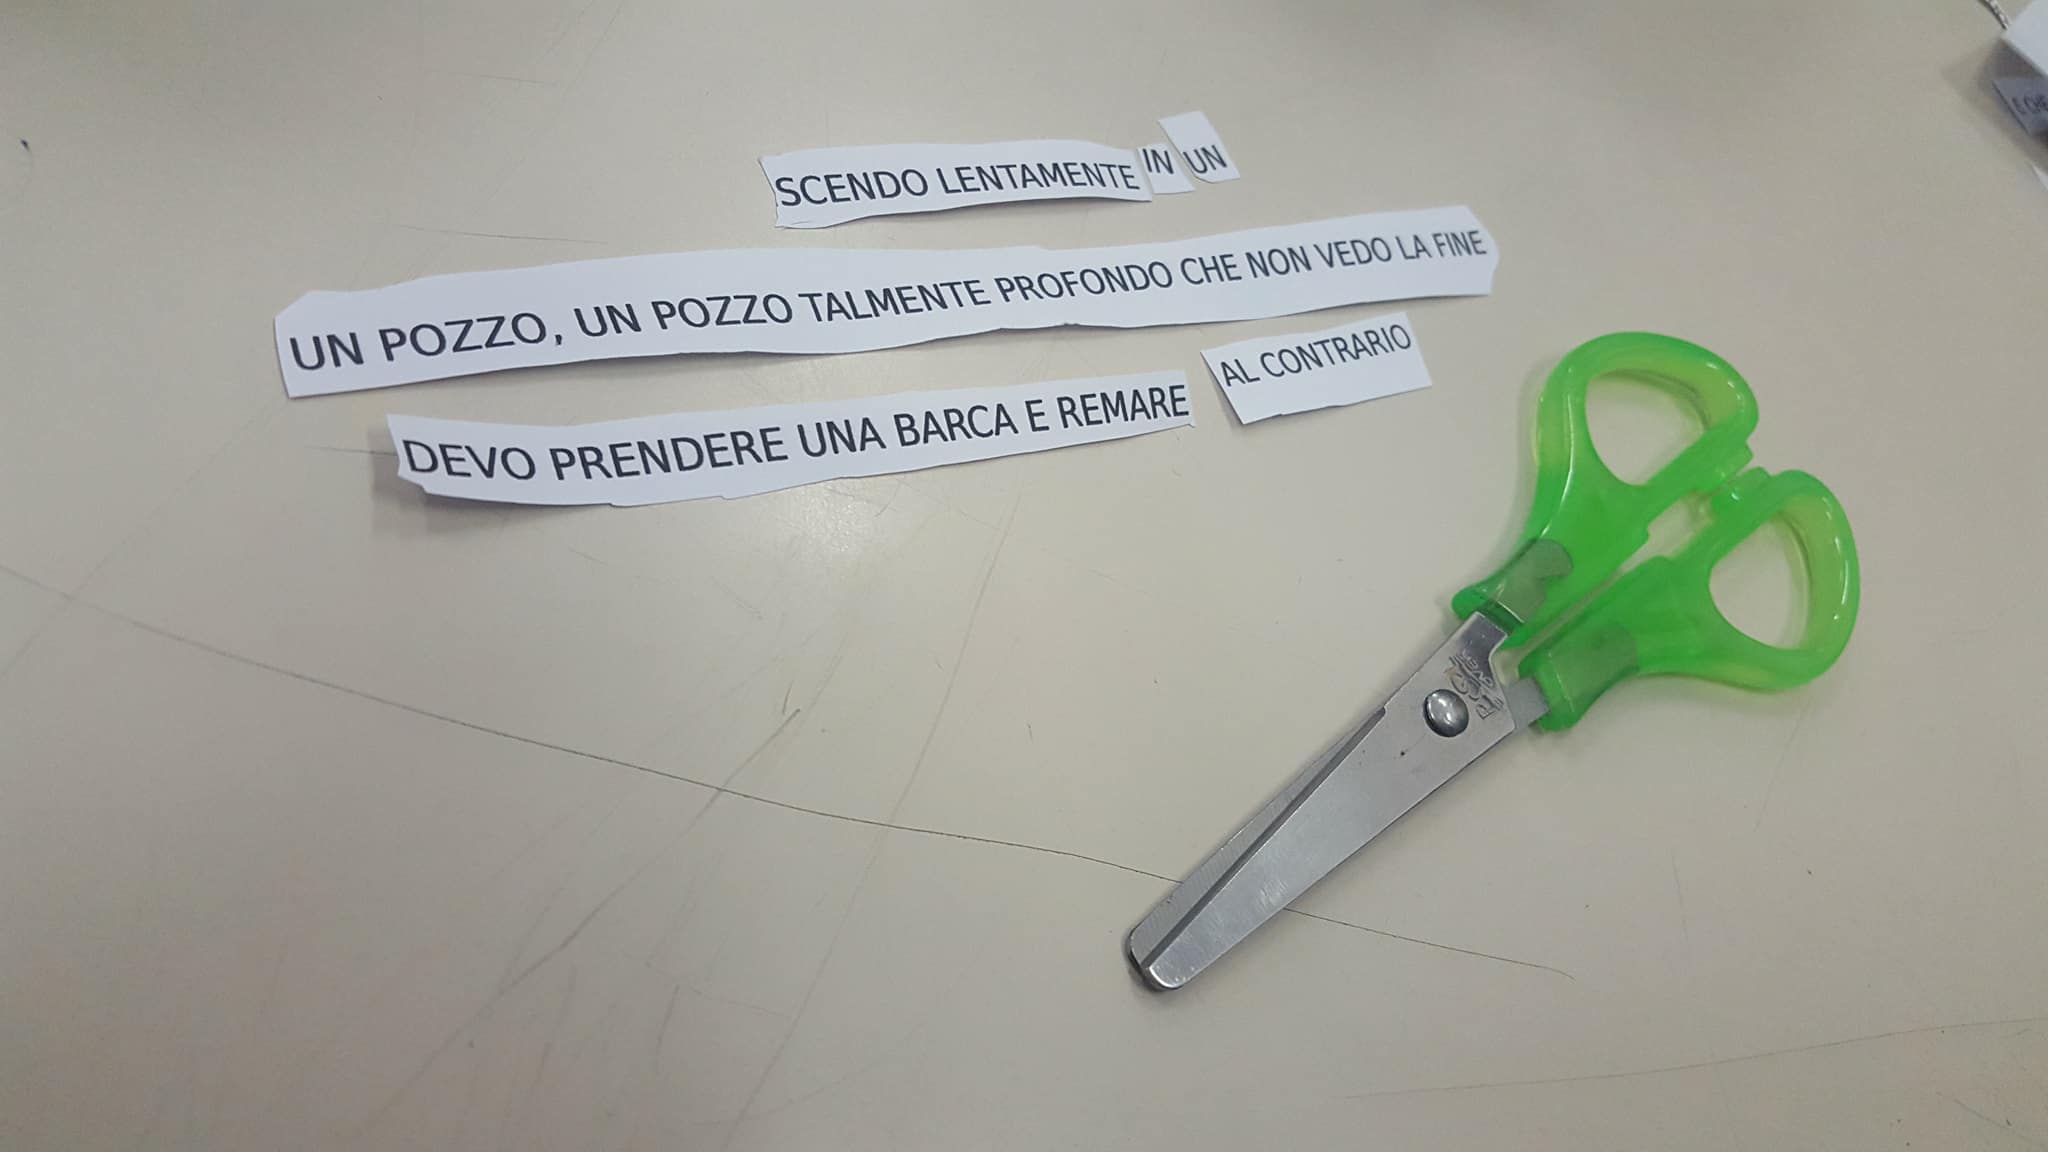 SCENDO LENTAMENTE IN UN
UN POZZO, UN POZZO TALMENTE PROFONDO CHE NON VEDO LA FINE
DEVO PRENDERE UNA BARCA E REMARE AL CONTRARIO
E CHE